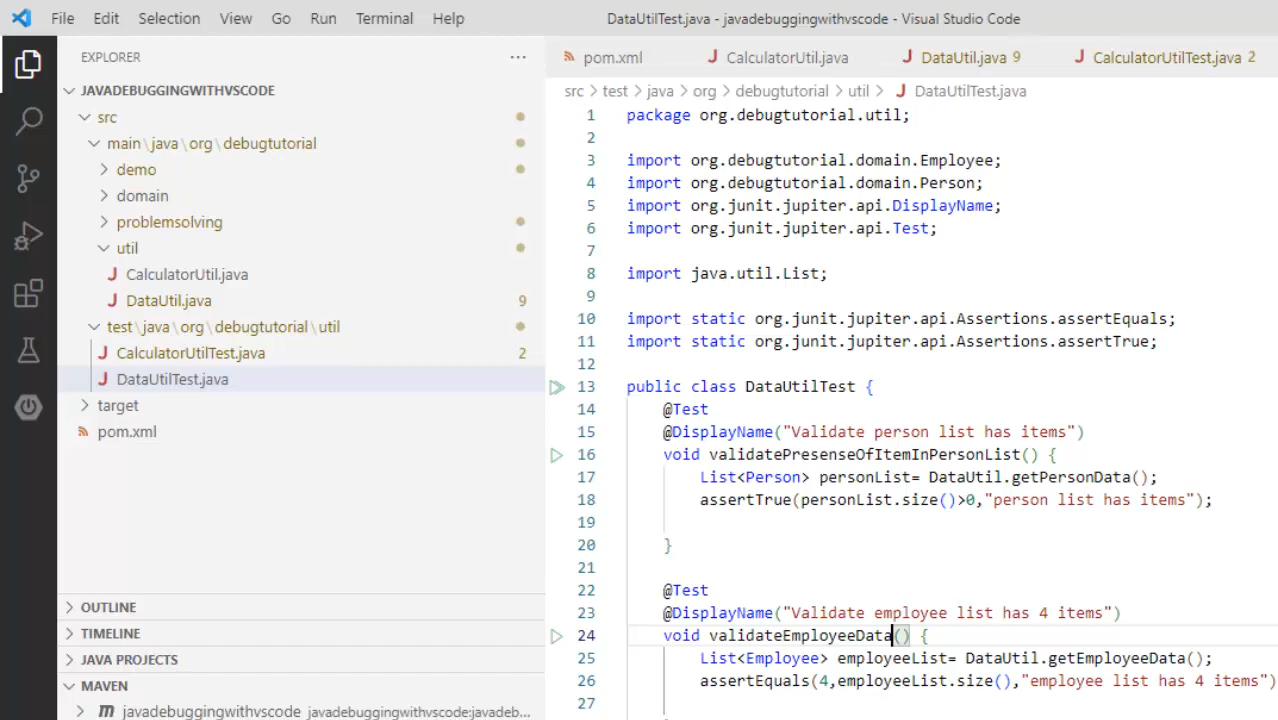 File Edit Selection View Go Run Terminal Help DataUtilTest.java - javadebuggingwithvscode - Visual Studio Code
EXPLORER ···
pom.xml J CalculatorUtil.java J DataUtil.java 9 J CalculatorUtilTest.java 2
JAVADEBUGGINGWITHVSCODE
src
main\java\org\debugtutorial
demo
domain
problemsolving
util
J CalculatorUtil.java
J DataUtil.java 9
test\java\org\debugtutorial\util
J CalculatorUtilTest.java 2
J DataUtilTest.java
target
pom.xml
OUTLINE
TIMELINE
JAVA PROJECTS
MAVEN
m javadebuggingwithvscode javadebuggingwithvscode:javadeb...
src > test > java > org > debugtutorial > util > J DataUtilTest.java
1 package org.debugtutorial.util;
2
3 import org.debugtutorial.domain.Employee;
4 import org.debugtutorial.domain.Person;
5 import org.junit.jupiter.api.DisplayName;
6 import org.junit.jupiter.api.Test;
7
8 import java.util.List;
9
10 import static org.junit.jupiter.api.Assertions.assertEquals;
11 import static org.junit.jupiter.api.Assertions.assertTrue;
12
13 public class DataUtilTest {
14 @Test
15 @DisplayName("Validate person list has items")
16 void validatePresenseOfItemInPersonList() {
17 List<Person> personList= DataUtil.getPersonData();
18 assertTrue(personList.size()>0,"person list has items");
19
20 }
21
22 @Test
23 @DisplayName("Validate employee list has 4 items")
24 void validateEmployeeData() {
25 List<Employee> employeeList= DataUtil.getEmployeeData();
26 assertEquals(4,employeeList.size(),"employee list has 4 items")
27